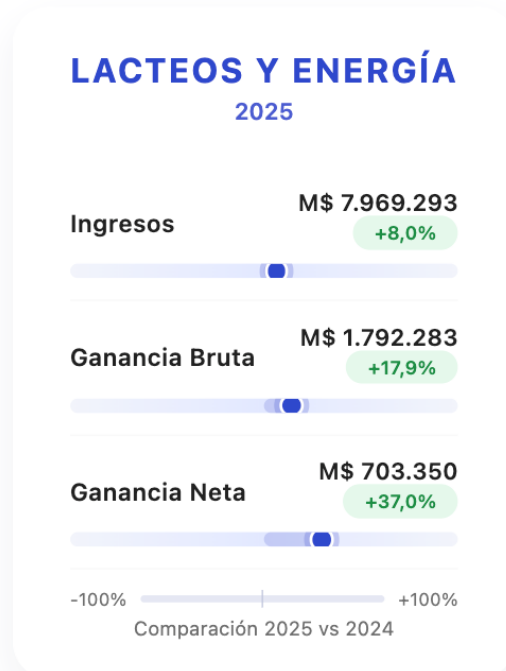 LACTEOS Y ENERGÍA
2025
Ingresos
M$ 7.969.293
+8,0%
Ganancia Bruta
M$ 1.792.283
+17,9%
Ganancia Neta
M$ 703.350
+37,0%
-100%
+100%
Comparación 2025 vs 2024